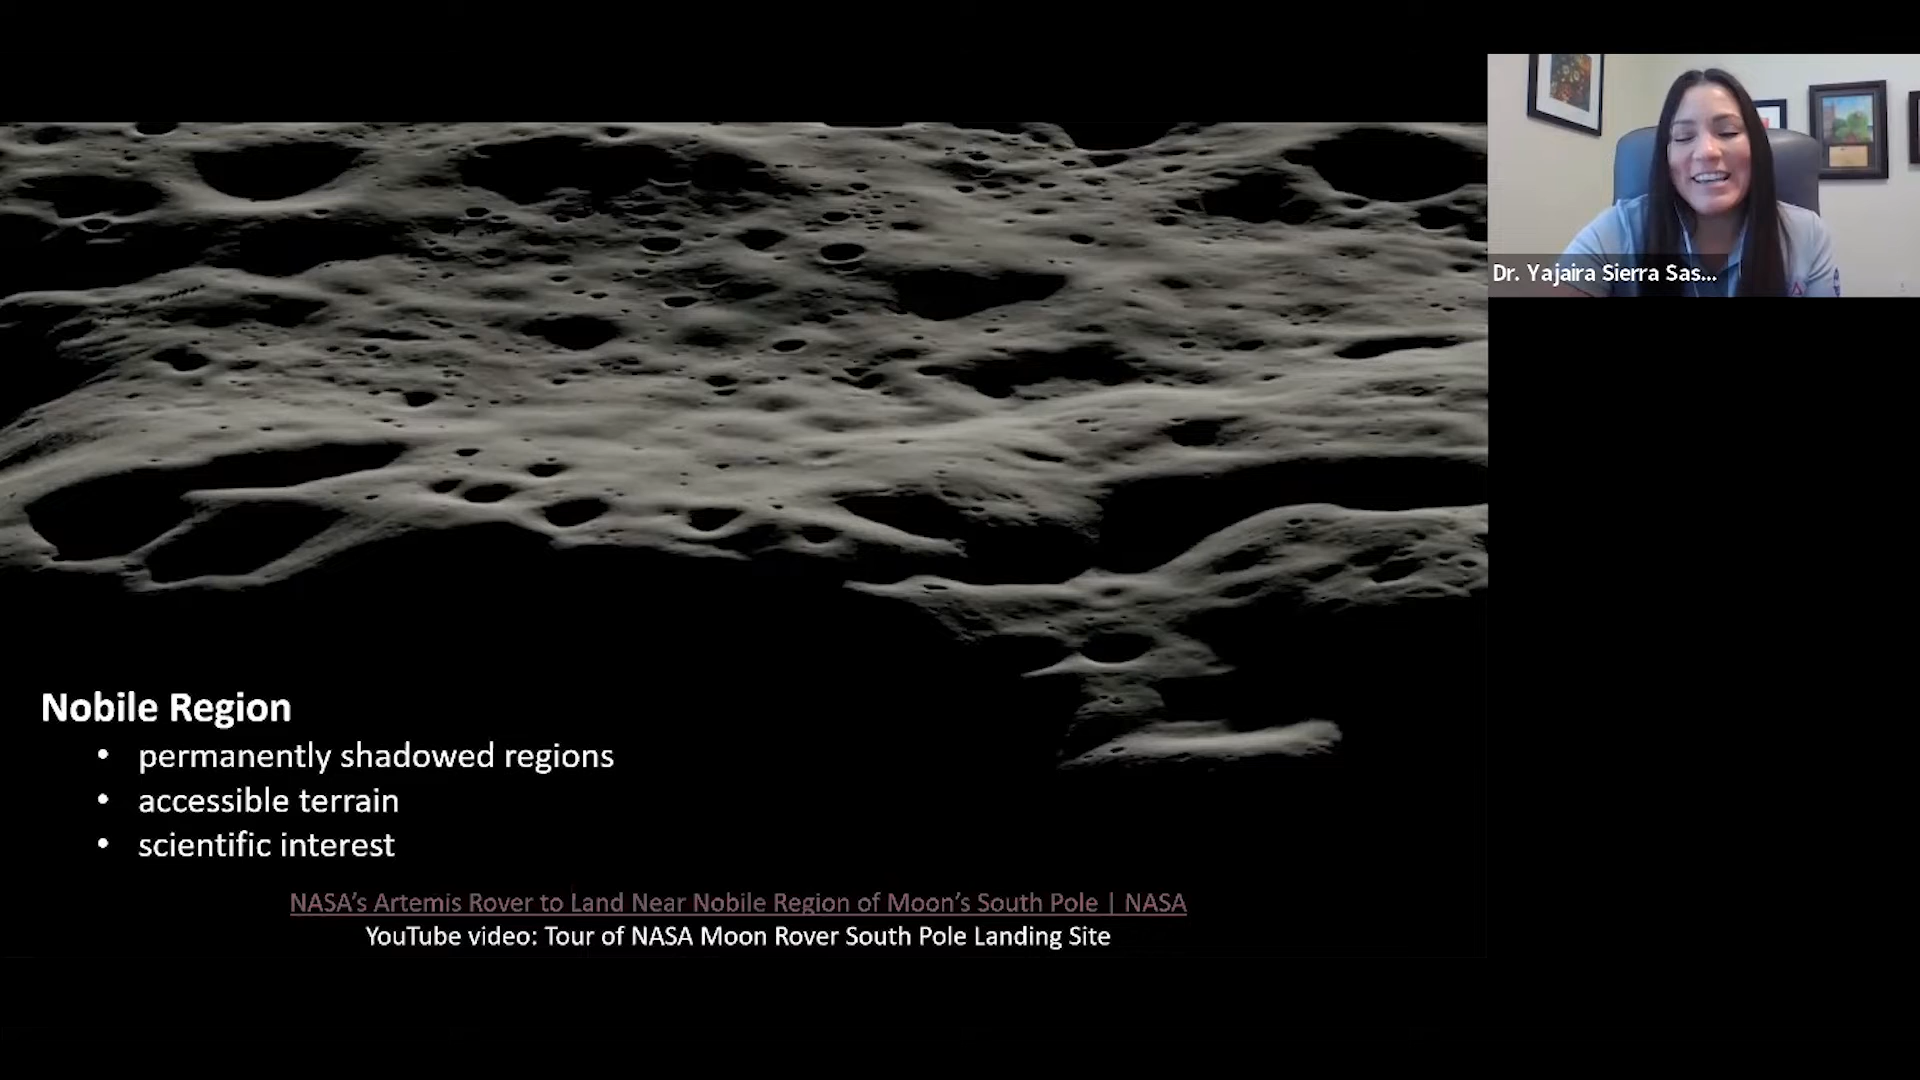 Dr. Yajaira Sierra Sas...
Nobile Region
• permanently shadowed regions
• accessible terrain
• scientific interest
NASA's Artemis Rover to Land Near Nobile Region of Moon's South Pole | NASA
YouTube video: Tour of NASA Moon Rover South Pole Landing Site